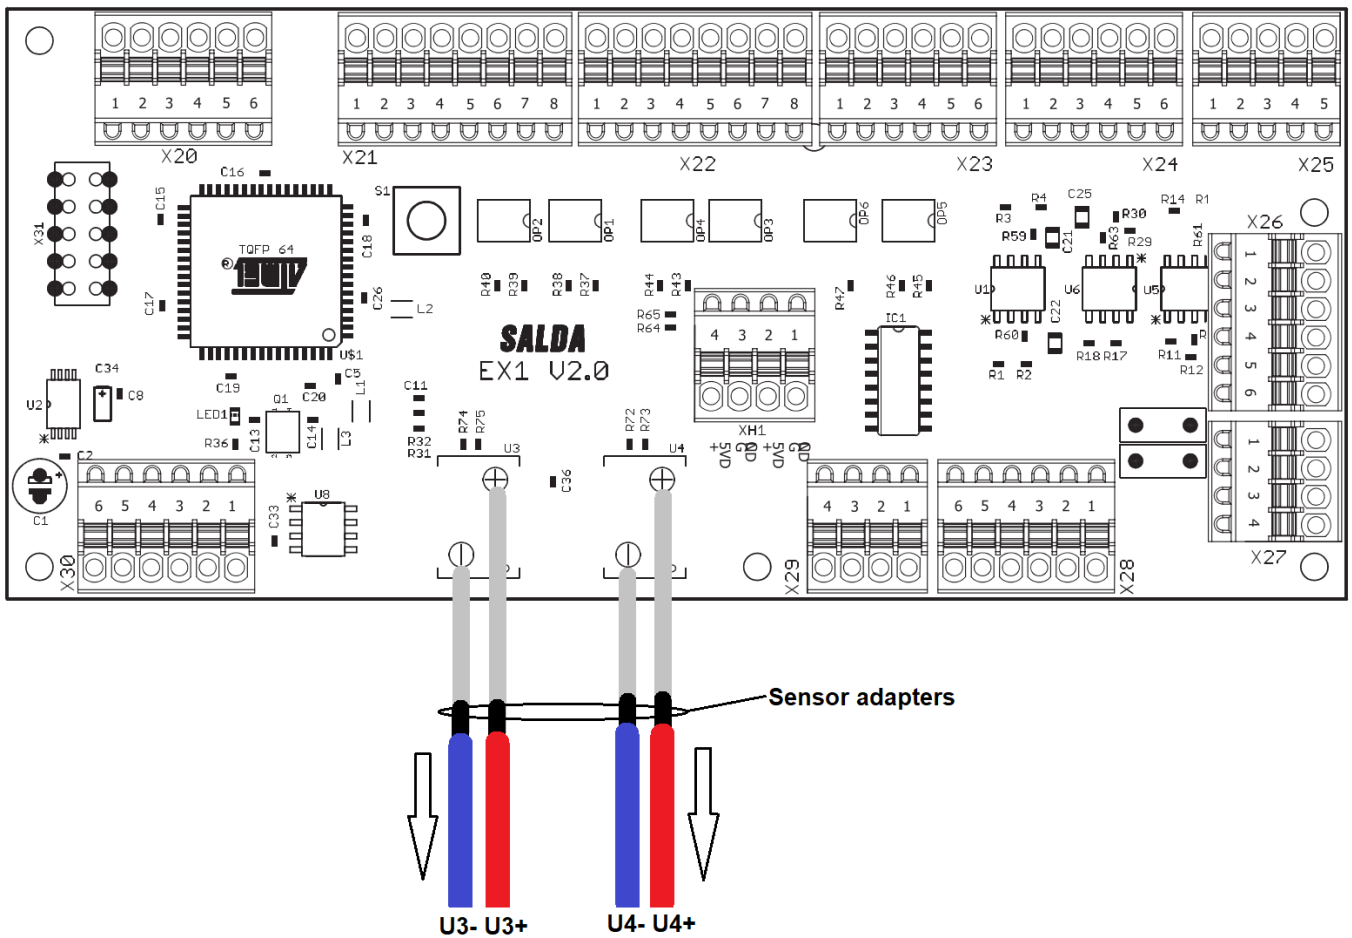 1 2 3 4 5 6
1 2 3 4 5 6 7 8
1 2 3 4 5 6 7 8
1 2 3 4 5 6
1 2 3 4 5 6
1 2 3 4 5
X20
X21
X22
X23
X24
X25
C16
C15
X31
S1
OP2
OP1
OP4
OP3
OP6
OP5
R3
R4
C25
R30
R14
R1
X26
R59
C21
R63
R29
R61
TQFP 64
ATMEL
C18
C17
C26
L2
R40
R39
R38
R37
R44
R43
R47
R46
R45
U1
U6
U5
1
2
3
4
5
6
R65
R64
IC1
C22
R60
R18
R17
R11
R
R12
R1
R2
SALDA
EX1 V2.0
4 3 2 1
U$1
C34
C8
U2
C19
C5
C20
L1
LED1
Q1
R36
C13
C14
L3
C11
R32
R31
R74
R75
R72
R73
XH1
+
5VD
G
0D
+
5VD
G
0D
U3
U4
C36
C2
C1
6 5 4 3 2 1
X30
U8
C33
4 3 2 1
X29
6 5 4 3 2 1
X28
1
2
3
4
X27
Sensor adapters
U3- U3+
U4- U4+